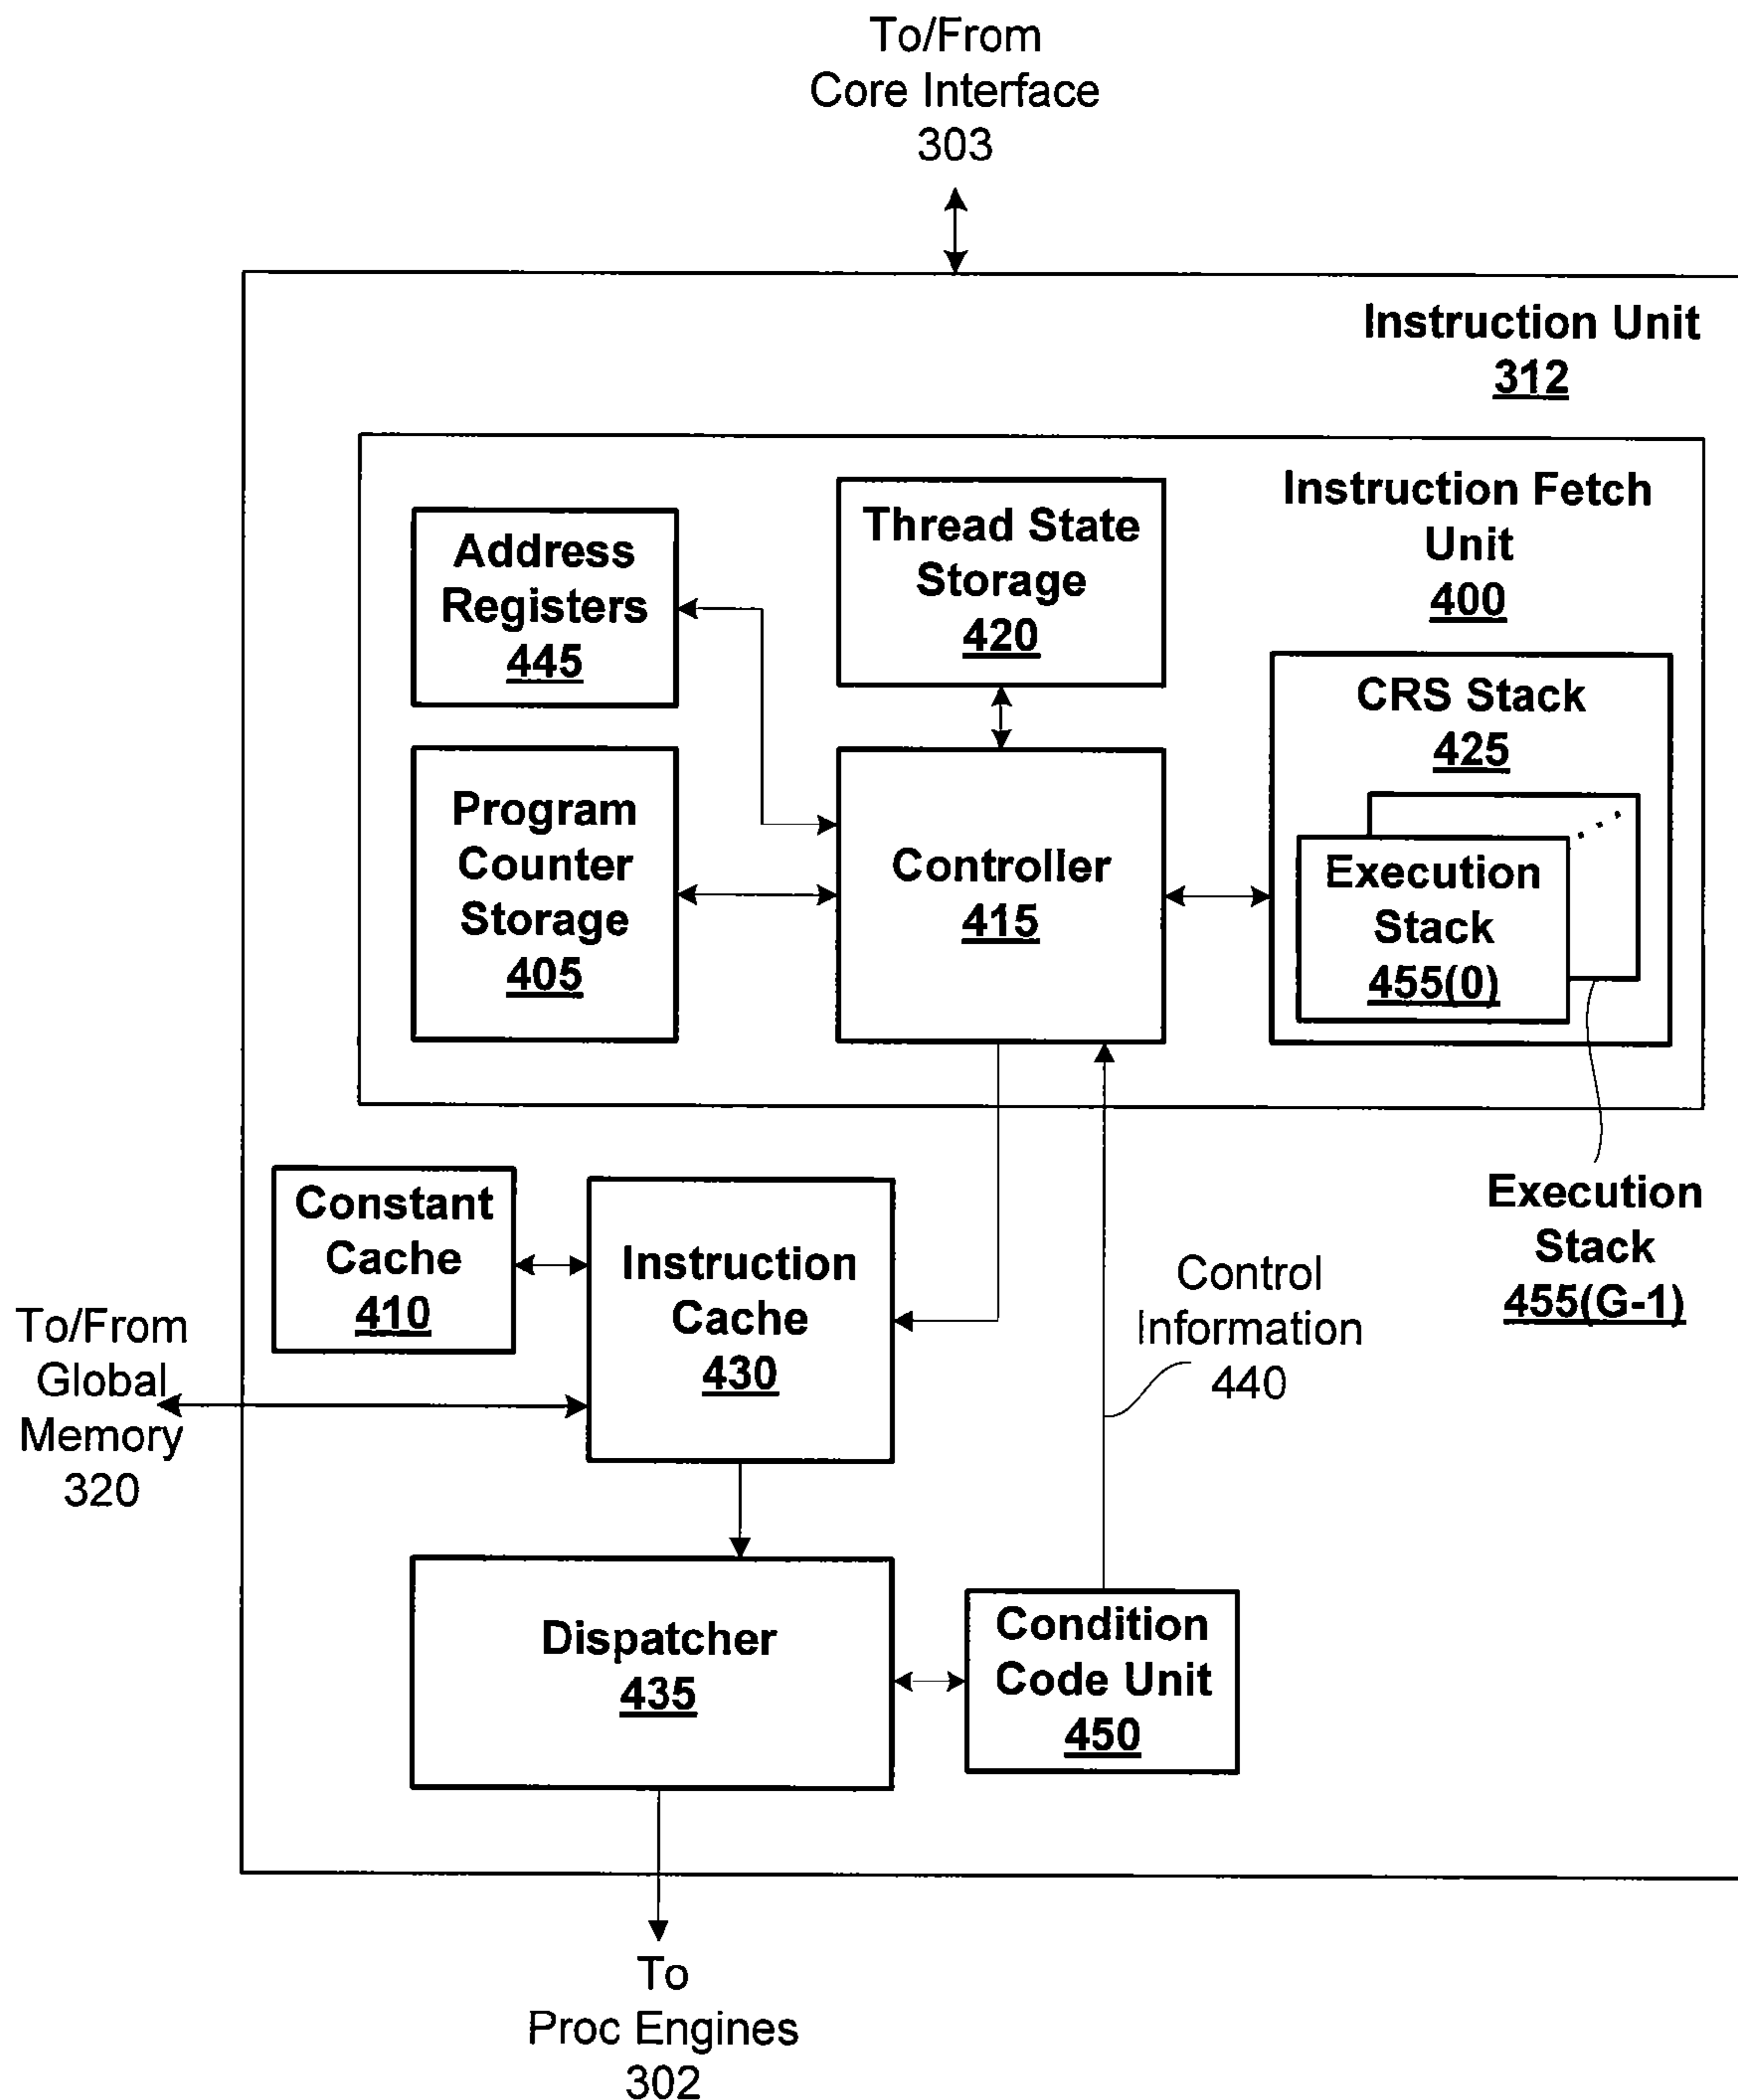 To/From
Core Interface
303
Instruction Unit
312
Instruction Fetch
Unit
400
Address
Registers
445
Thread State
Storage
420
CRS Stack
425
Program
Counter
Storage
405
Controller
415
Execution
Stack
455(0)
Execution
Stack
455(G-1)
Constant
Cache
410
Instruction
Cache
430
Control
Information
440
To/From
Global
Memory
320
Dispatcher
435
Condition
Code Unit
450
To
Proc Engines
302